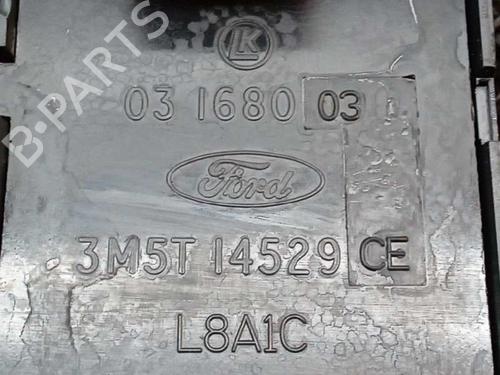 LK
B-PARTS
03 1680 03
Ford
3M5T 14529 CE
L8A1C